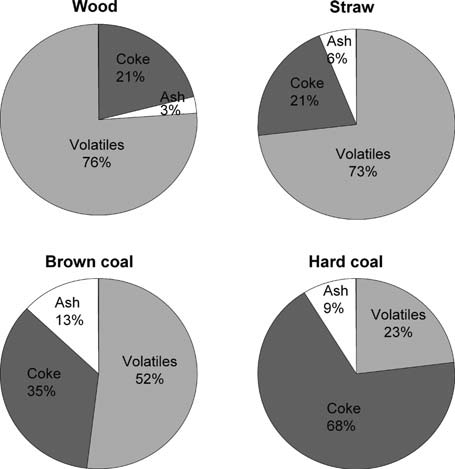 Wood
Coke
21%
Ash
3%
Volatiles
76%
Straw
Ash
6%
Coke
21%
Volatiles
73%
Brown coal
Ash
13%
Volatiles
52%
Coke
35%
Hard coal
Ash
9%
Volatiles
23%
Coke
68%